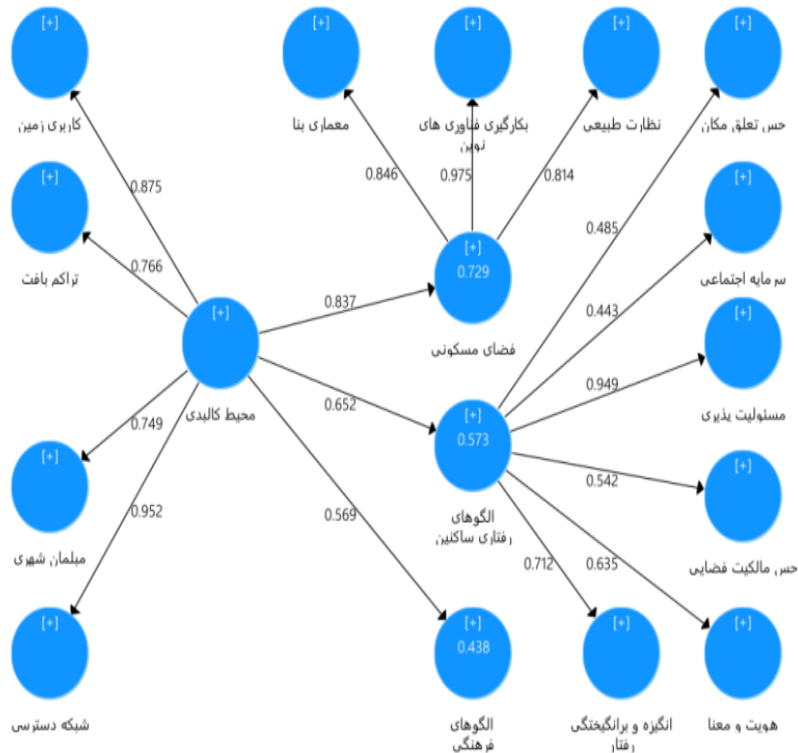 [+] [+] [+] [+] [+]
کاربری زمین
معماری بنا
بکارگیری فناوری های
نوین
نظارت طبیعی
حس تعلق مکان
[+] [+]
0.875
0.846
0.975
0.814
0.485
تراکم بافت
0.766
[+]
0.729
سرمایه اجتماعی
0.443
0.837
[+] [+]
فضای مسکونی
محیط کالبدی
0.652
0.949
مسئولیت پذیری
[+]
0.573
0.749
[+] [+]
0.542
الگوهای
رفتاری ساکنین
0.952
0.569
مبلمان شهری
0.712
0.635
حس مالکیت فضایی
[+] [+] [+] [+]
0.438
شبکه دسترسی
الگوهای
فرهنگی
انگیزه و برانگیختگی
رفتار
هویت و معنا